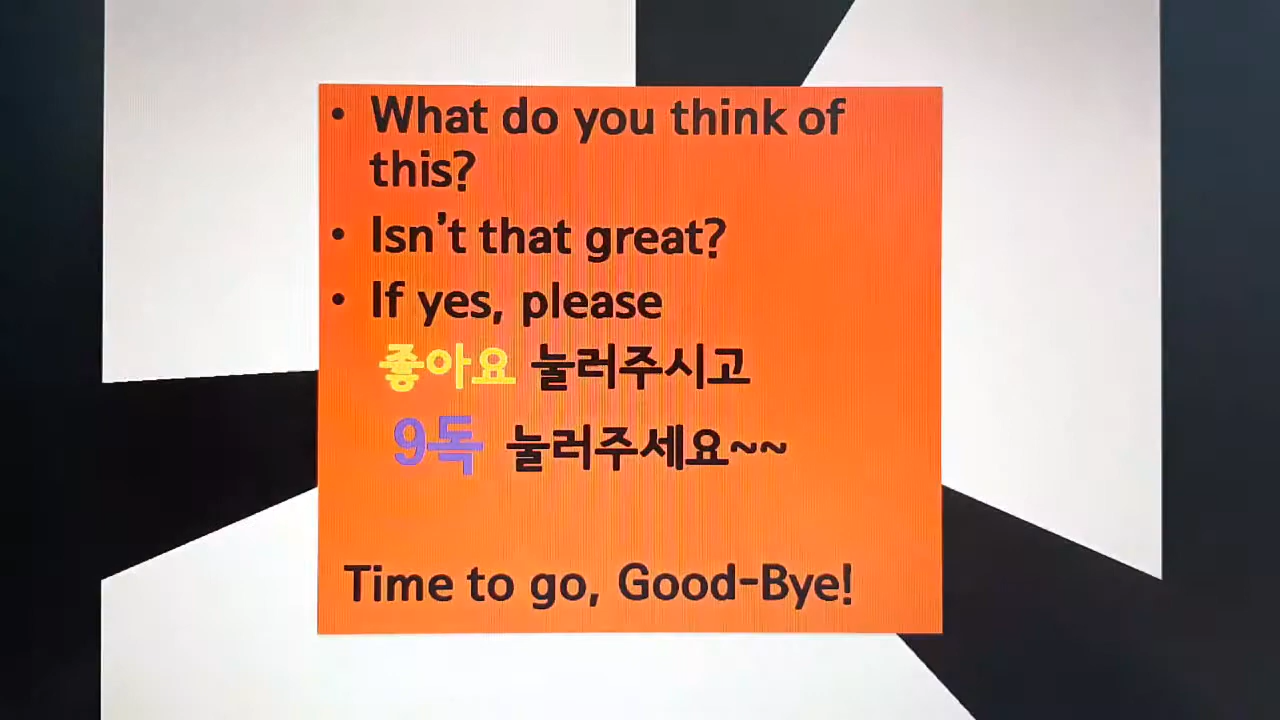 • What do you think of
this?
• Isn't that great?
• If yes, please
좋아요 눌러주시고
9독 눌러주세요~~
Time to go, Good-Bye!